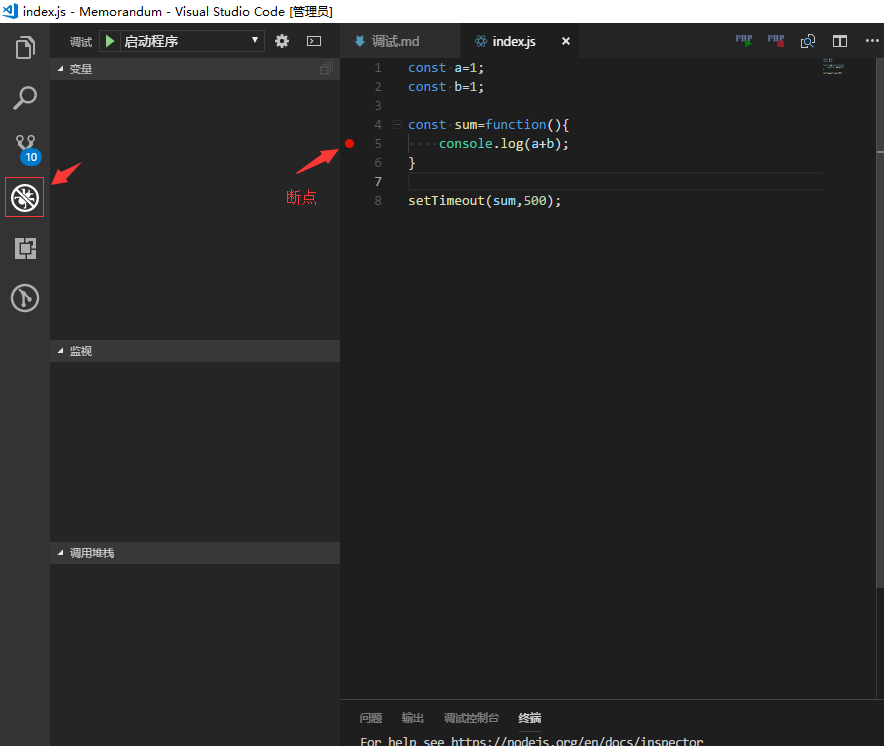 index.js - Memorandum - Visual Studio Code [管理员]
调试 启动程序
调试.md index.js
PHP PHP
变量
10
断点
监视
调用堆栈
1 const a=1;
2 const b=1;
3
4 const sum=function(){
5 ····console.log(a+b);
6 }
7
8 setTimeout(sum,500);
问题 输出 调试控制台 终端
For help see https://nodejs.org/en/docs/inspector